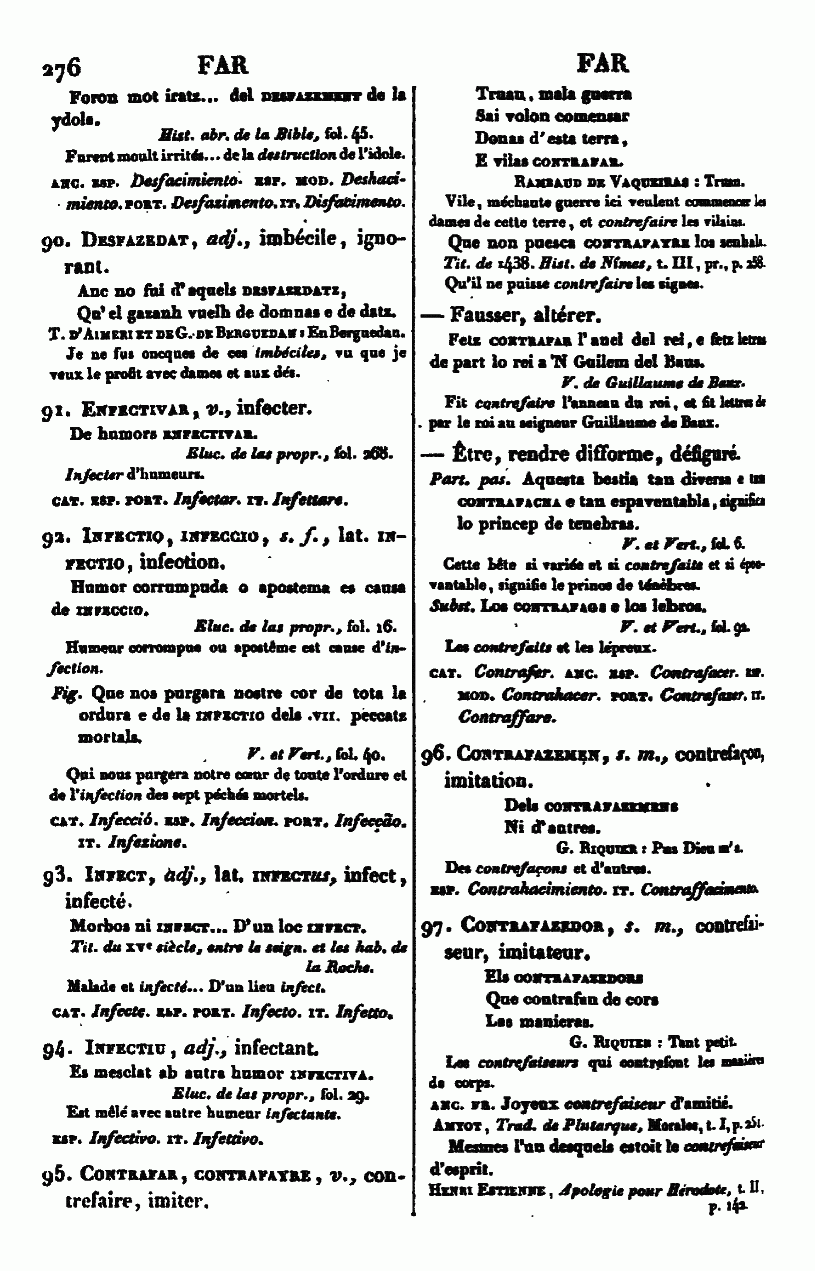 276 FAR FAR
Foron mot iratz... del DESFAZEMENT de la
ydola.
Hist. abr. de la Bible, fol. 45.
Furent moult irrités... de la destruction de l'idole.
ANC. ESP. Desfacimiento. ESP. MOD. Deshaci-
miento. PORT. Desfazimento. IT. Disfacimento.
90. DESFAZEDAT, adj., imbécile, igno-
rant.
Anc no fui d'aquels DESFAZEDATZ,
Qu'el gazanh vuelh de domnas e de datz.
T. D'AIMERI ET DE G. DE BERGUEDAN : En Berguedan.
Je ne fus oncques de ces imbéciles, vu que je
veux le profit avec dames et aux dés.
91. ENFECTIVAR, v., infecter.
De humors ENFECTIVAR.
Eluc. de las propr., fol. 268.
Infecter d'humeurs.
CAT. ESP. PORT. Infectar. IT. Infettare.
92. INFECTIO, INFECCIO, s. f., lat. IN-
FECTIO, infection.
Humor corrumpuda o apostema es causa
de INFECCIO.
Eluc. de las propr., fol. 16.
Humeur corrompue ou apostême est cause d'in-
fection.
Fig. Que nos purgara nostre cor de tota la
ordura e de la INFECTIO dels .VII. peccatz
mortals.
V. et Vert., fol. 40.
Qui nous purgera notre cœur de toute l'ordure et
de l'infection des sept péchés mortels.
CAT. Infecció. ESP. Infeccion. PORT. Infecção.
IT. Infezione.
93. INFECT, adj., lat. INFECTUS, infect,
infecté.
Morbos ni INFECT... D'un loc INFECT.
Tit. du XVe siècle, entre le seign. et les hab. de
la Roche.
Malade et infecté... D'un lieu infect.
CAT. Infecte. ESP. PORT. Infecto. IT. Infetto.
94. INFECTIU, adj., infectant.
Es mesclat ab autra humor INFECTIVA.
Eluc. de las propr., fol. 29.
Est mêlé avec autre humeur infectante.
ESP. Infectivo. IT. Infettivo.
95. CONTRAFAR, CONTRAFAYRE, v., con-
trefaire, imiter.
Truan, mala guerra
Sai volon comensar
Donas d'esta terra,
E vilas CONTRAFAR.
RAMBAUD DE VAQUEIRAS : Truan.
Vile, méchante guerre ici veulent commencer les
dames de cette terre, et contrefaire les vilains.
Que non puesca CONTRAFAYRE los senhals.
Tit. de 1438. Hist. de Nîmes, t. III, pr., p. 258.
Qu'il ne puisse contrefaire les signes.
— Fausser, altérer.
Fetz CONTRAFAR l'anel del rei, e fetz letras
de part lo rei a 'N Guilem del Baus.
V. de Guillaume de Baux.
Fit contrefaire l'anneau du roi, et fit lettres de
par le roi au seigneur Guillaume de Baux.
— Être, rendre difforme, défiguré.
Part. pas. Aquesta bestia tan diversa e tan
CONTRAFACHA e tan espaventabla, significa
lo princep de tenebras.
V. et Vert., fol. 6.
Cette bête si variée et si contrefaite et si épou-
vantable, signifie le prince de ténèbres.
Subst. Los CONTRAFAGS e los lebros.
V. et Vert., fol. 92.
Les contrefaits et les lépreux.
CAT. Contrafer. ANC. ESP. Contrafacer. ESP.
MOD. Contrahacer. PORT. Contrafazer. IT.
Contraffare.
96. CONTRAFAZEMEN, s. m., contrefaçon,
imitation.
Dels CONTRAFAZEMENS
Ni d'autres.
G. RIQUIER : Pus Dieu m'a.
Des contrefaçons et d'autres.
ESP. Contrahacimiento. IT. Contraffacimento.
97. CONTRAFAZEDOR, s. m., contrefai-
seur, imitateur.
Els CONTRAFAZEDORS
Que contrafan de cors
Las manieras.
G. RIQUIER : Tant petit.
Les contrefaiseurs qui contrefont les manières
de corps.
ANC. FR. Joyeux contrefaiseur d'amitié.
AMYOT, Trad. de Plutarque, Morales, t. I, p. 251.
Mesmes l'un desquels estoit le contrefaiseur
d'esprit.
HENRI ESTIENNE, Apologie pour Hérodote, t. II,
p. 142.